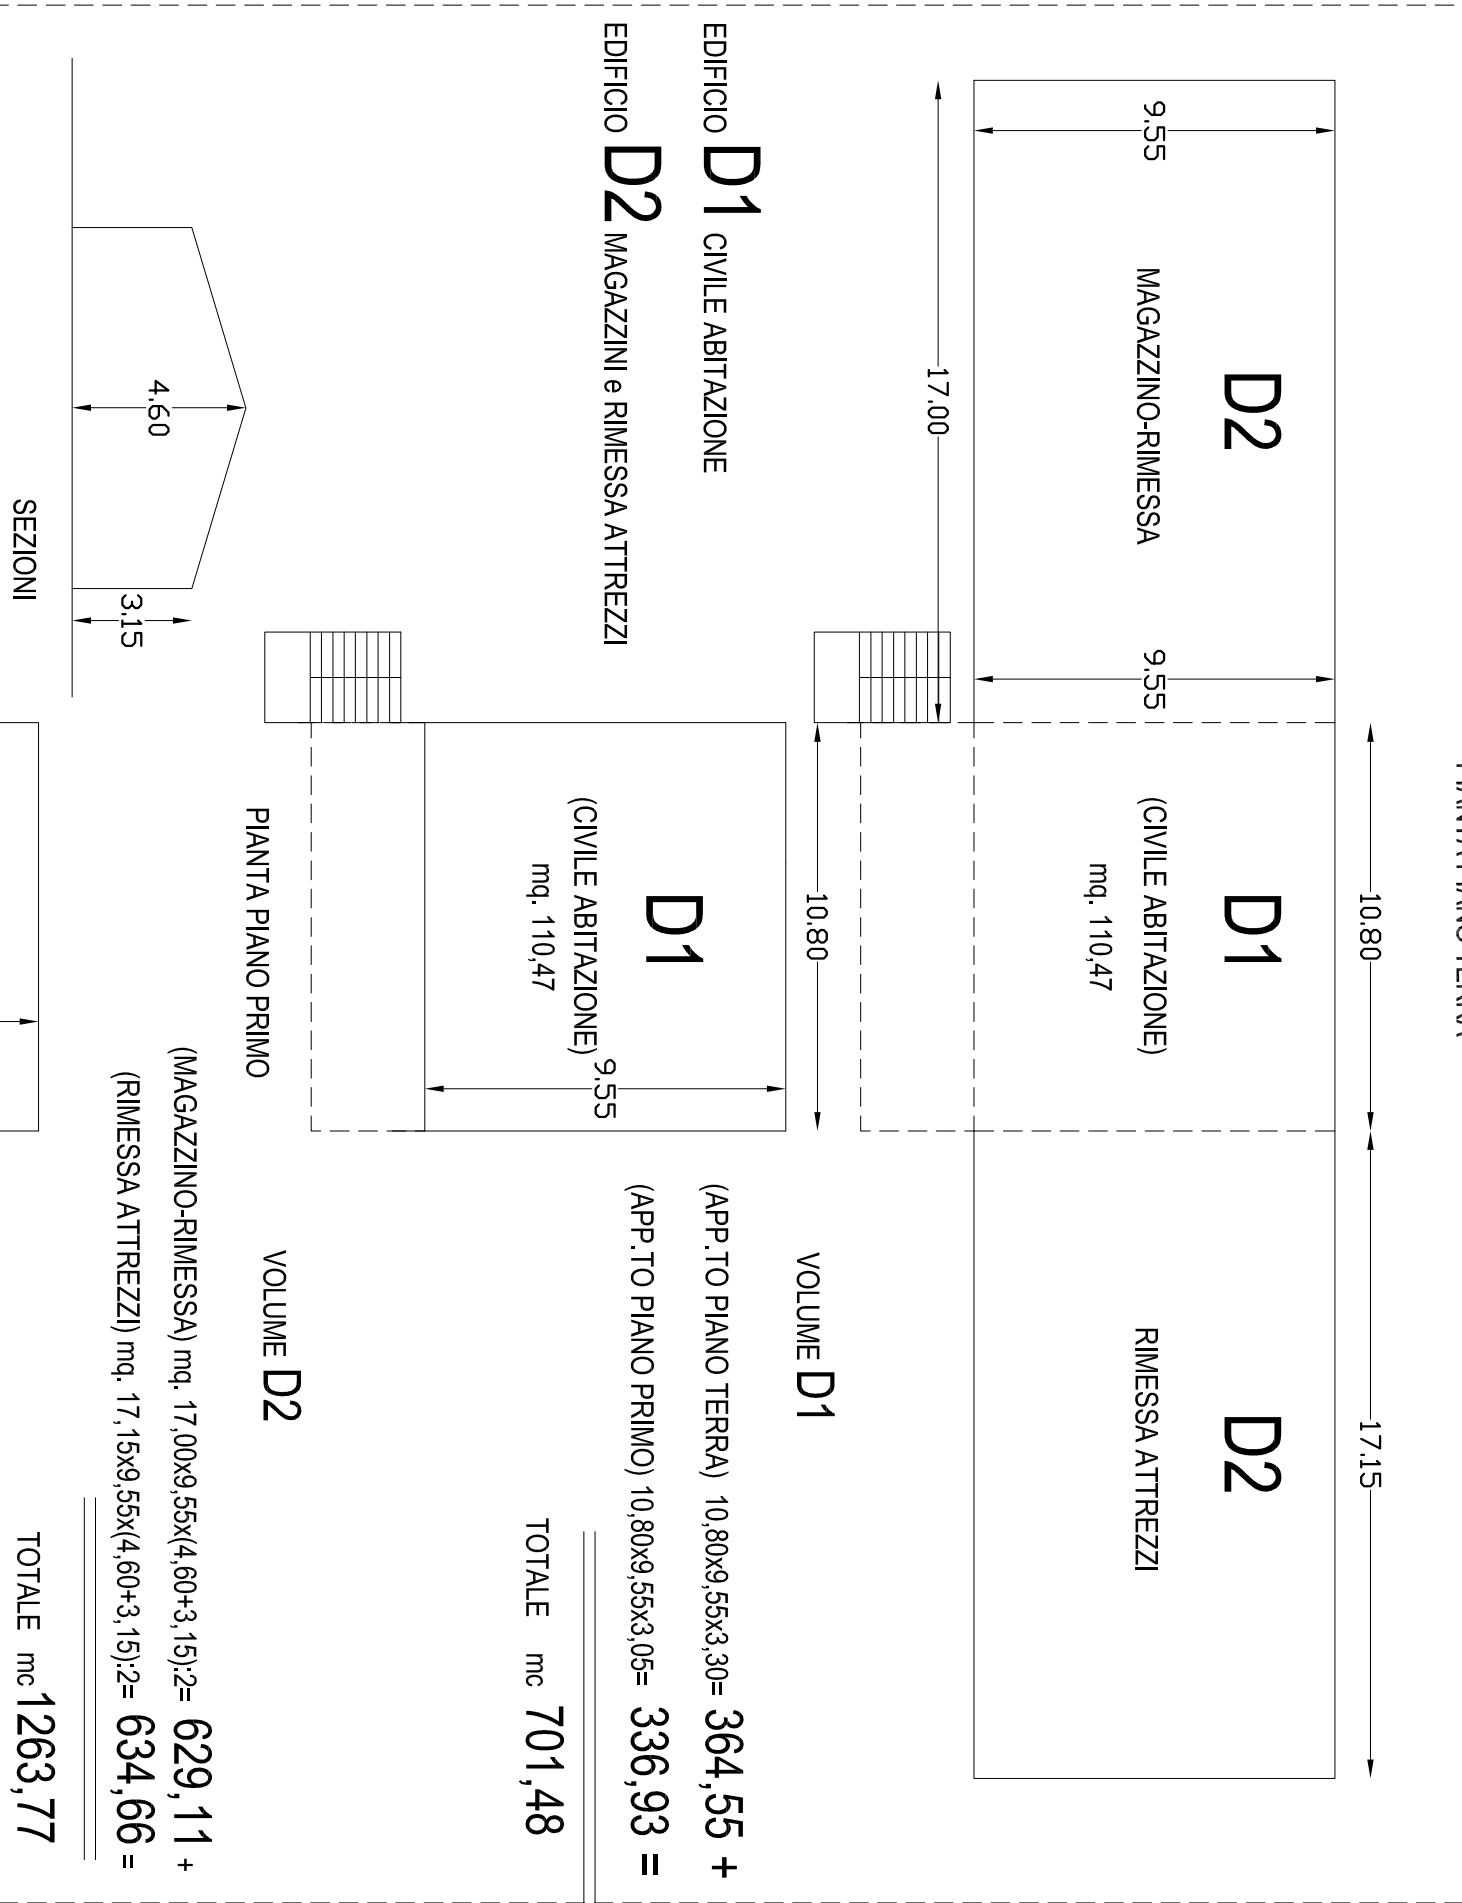 PIANTA PIANO TERRA
10.80
17.15
D2
D1
D2
9.55
MAGAZZINO-RIMESSA
9.55
(CIVILE ABITAZIONE)
mq. 110,47
RIMESSA ATTREZZI
17.00
10.80
EDIFICIO D1 CIVILE ABITAZIONE
EDIFICIO D2 MAGAZZINI e RIMESSA ATTREZZI
D1
(CIVILE ABITAZIONE)
mq. 110,47
9.55
PIANTA PIANO PRIMO
VOLUME D1
(APP.TO PIANO TERRA) 10,80x9,55x3,30= 364,55 +
(APP.TO PIANO PRIMO) 10,80x9,55x3,05= 336,93 =
TOTALE mc 701,48
VOLUME D2
(MAGAZZINO-RIMESSA) mq. 17,00x9,55x(4,60+3,15):2= 629,11 +
(RIMESSA ATTREZZI) mq. 17,15x9,55x(4,60+3,15):2= 634,66 =
TOTALE mc 1263,77
4.60
3.15
SEZIONI